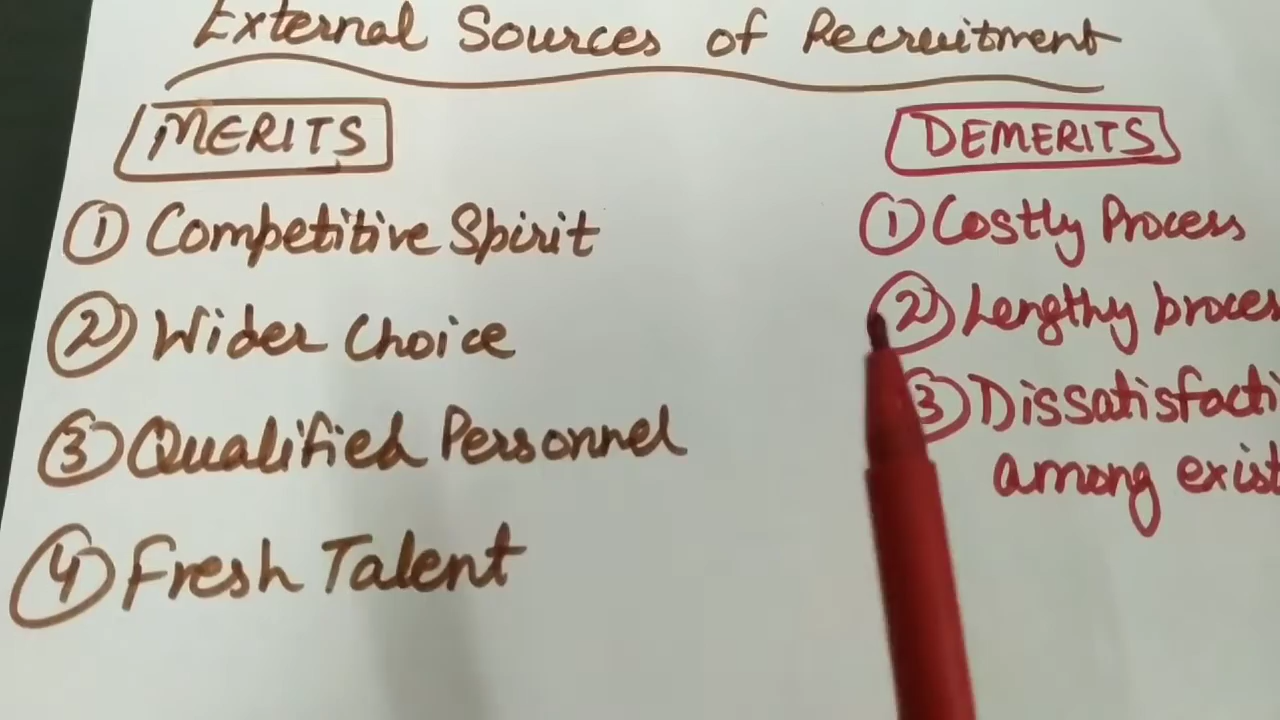 External Sources of Recruitment
MERITS
① Competitive Spirit
② Wider Choice
③ Qualified Personnel
④ Fresh Talent
DEMERITS
① Costly Process
② Lengthy proces
③ Dissatisfacti
among exist